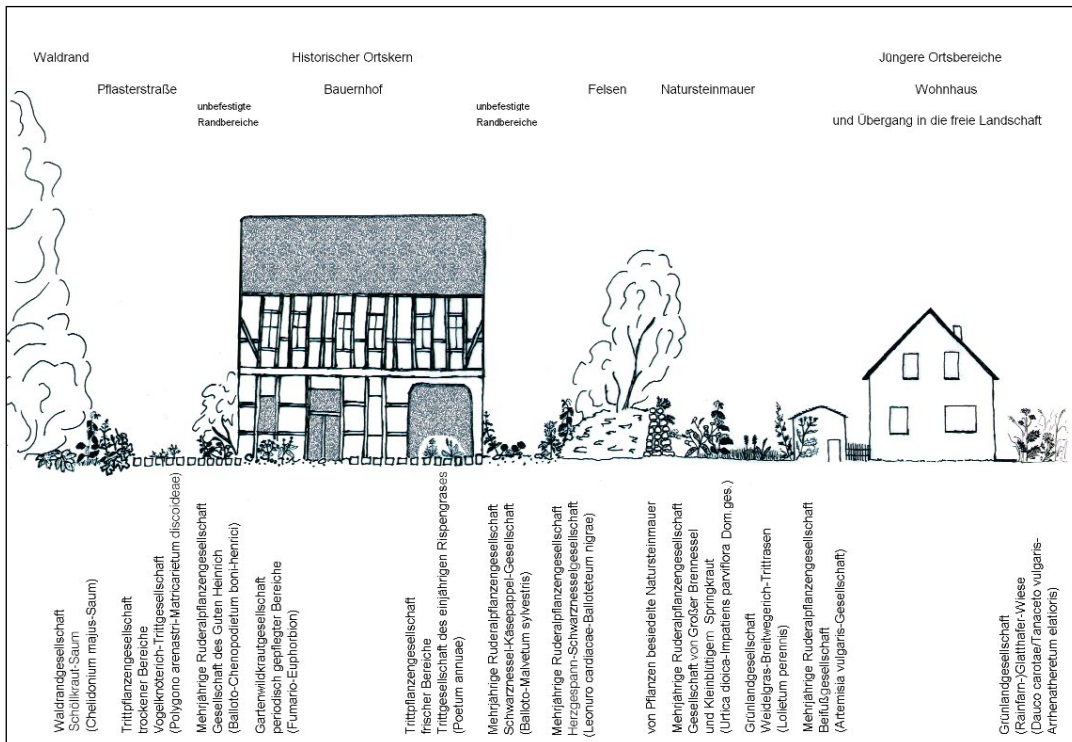 Waldrand
Historischer Ortskern
Jüngere Ortsbereiche
Pflasterstraße
Bauernhof
Felsen
Natursteinmauer
Wohnhaus
unbefestigte
Randbereiche
unbefestigte
Randbereiche
und Übergang in die freie Landschaft
Waldrandgesellschaft
Schöllkraut-Saum
(Chelidonium majus-Saum)
Trittpflanzengesellschaft
trockener Bereiche
Vogelknöterich-Trittgesellschaft
(Polygono arenastri-Matricarietum discoideae)
Mehrjährige Ruderalpflanzengesellschaft
Gesellschaft des Guten Heinrich
(Balloto-Chenopodietum boni-henrici)
Gartenwildkrautgesellschaft
periodisch gepflegter Bereiche
(Fumario-Euphorbion)
Trittpflanzengesellschaft
frischer Bereiche
Trittgesellschaft des einjährigen Rispengrases
(Poetum annuae)
Mehrjährige Ruderalpflanzengesellschaft
Schwarznessel-Käsepappel-Gesellschaft
(Balloto-Malvetum sylvestris)
Mehrjährige Ruderalpflanzengesellschaft
Herzgespann-Schwarznesselgesellschaft
(Leonuro cardiacae-Ballotetum nigrae)
von Pflanzen besiedelte Natursteinmauer
Mehrjährige Ruderalpflanzengesellschaft
Gesellschaft von Großer Brennessel
und Kleinblütigem Springkraut
(Urtica dioica-Impatiens parviflora Dom.ges.)
Grünlandgesellschaft
Weidelgras-Breitwegerich-Trittrasen
(Lolietum perennis)
Mehrjährige Ruderalpflanzengesellschaft
Beifußgesellschaft
(Artemisia vulgaris-Gesellschaft)
Grünlandgesellschaft
(Rainfarn-)Glatthafer-Wiese
(Dauco carotae/Tanaceto vulgaris-
Arrhenatheretum elatioris)